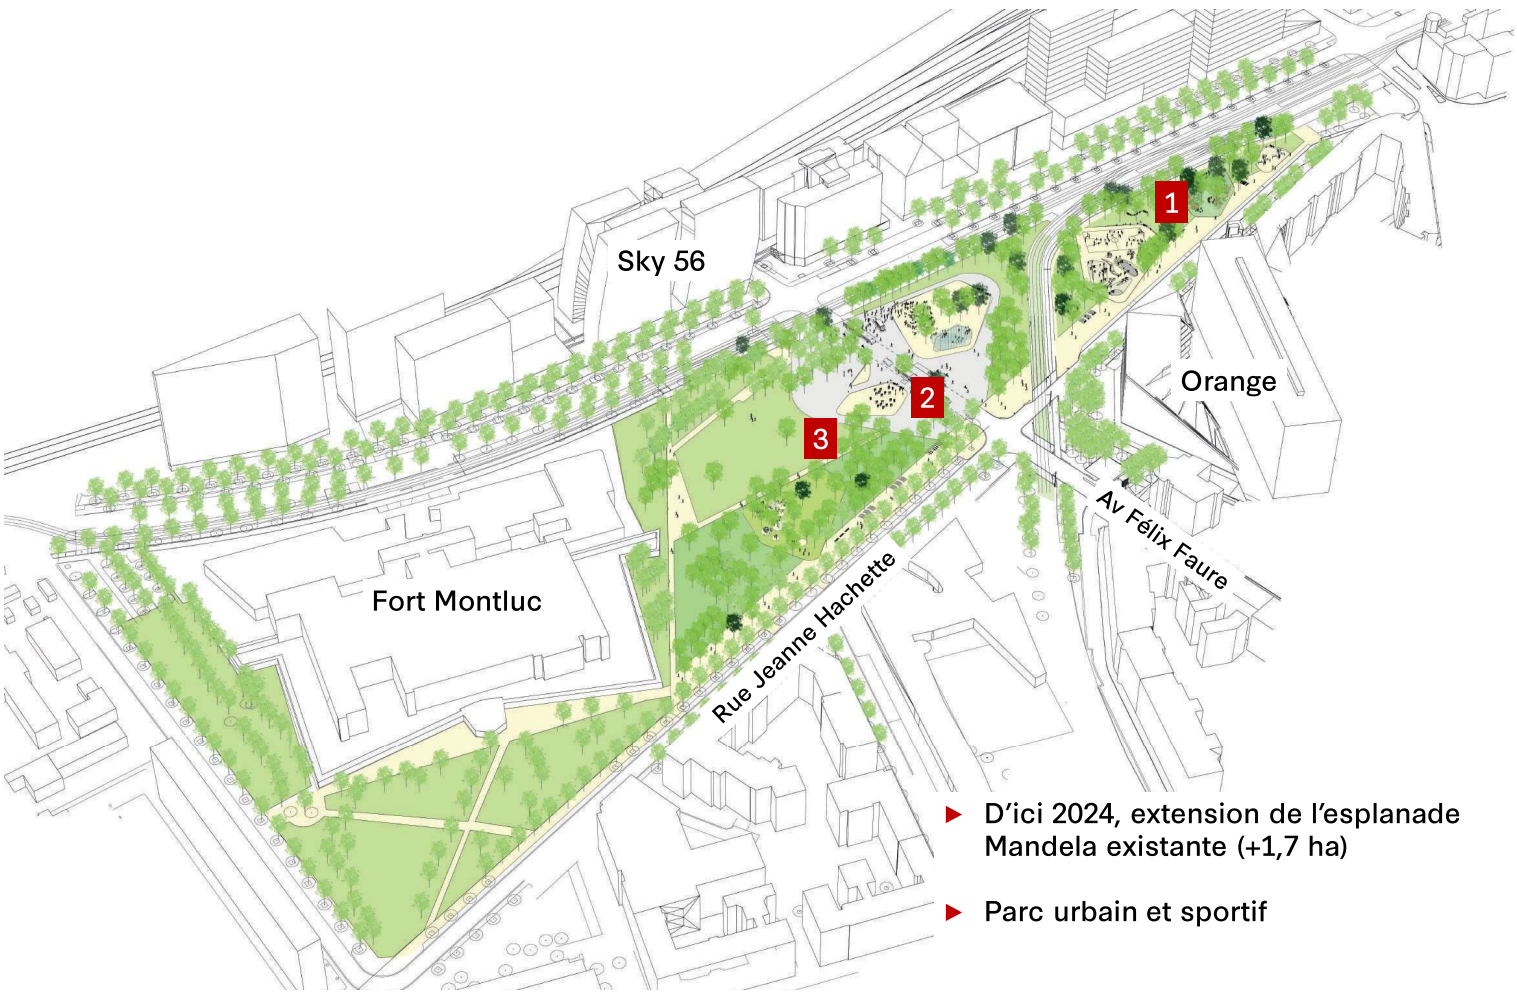 1
Sky 56
Orange
2
3
Av Félix Faure
Fort Montluc
Rue Jeanne Hachette
D’ici 2024, extension de l’esplanade
Mandela existante (+1,7 ha)
Parc urbain et sportif